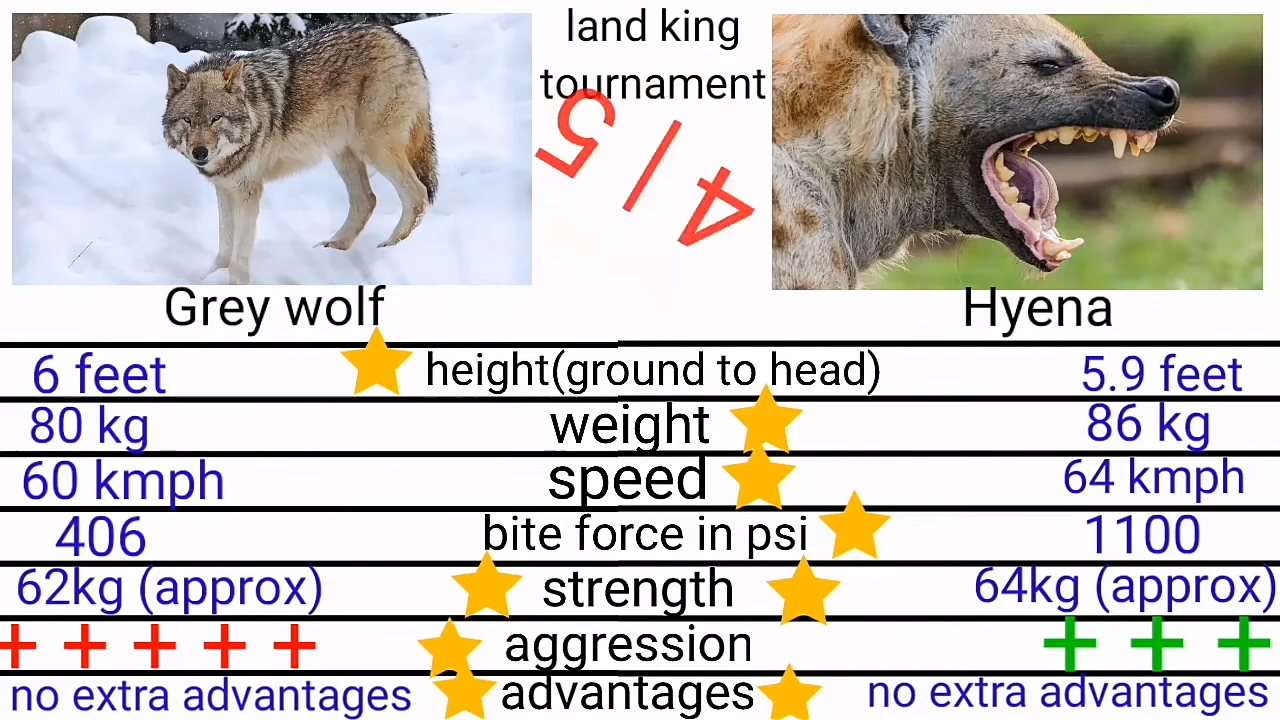 land king
tournament
4/5
Grey wolf
Hyena
6 feet height(ground to head) 5.9 feet
80 kg weight 86 kg
60 kmph speed 64 kmph
406 bite force in psi 1100
62kg (approx) strength 64kg (approx)
+ + + + + aggression + + +
no extra advantages advantages no extra advantages